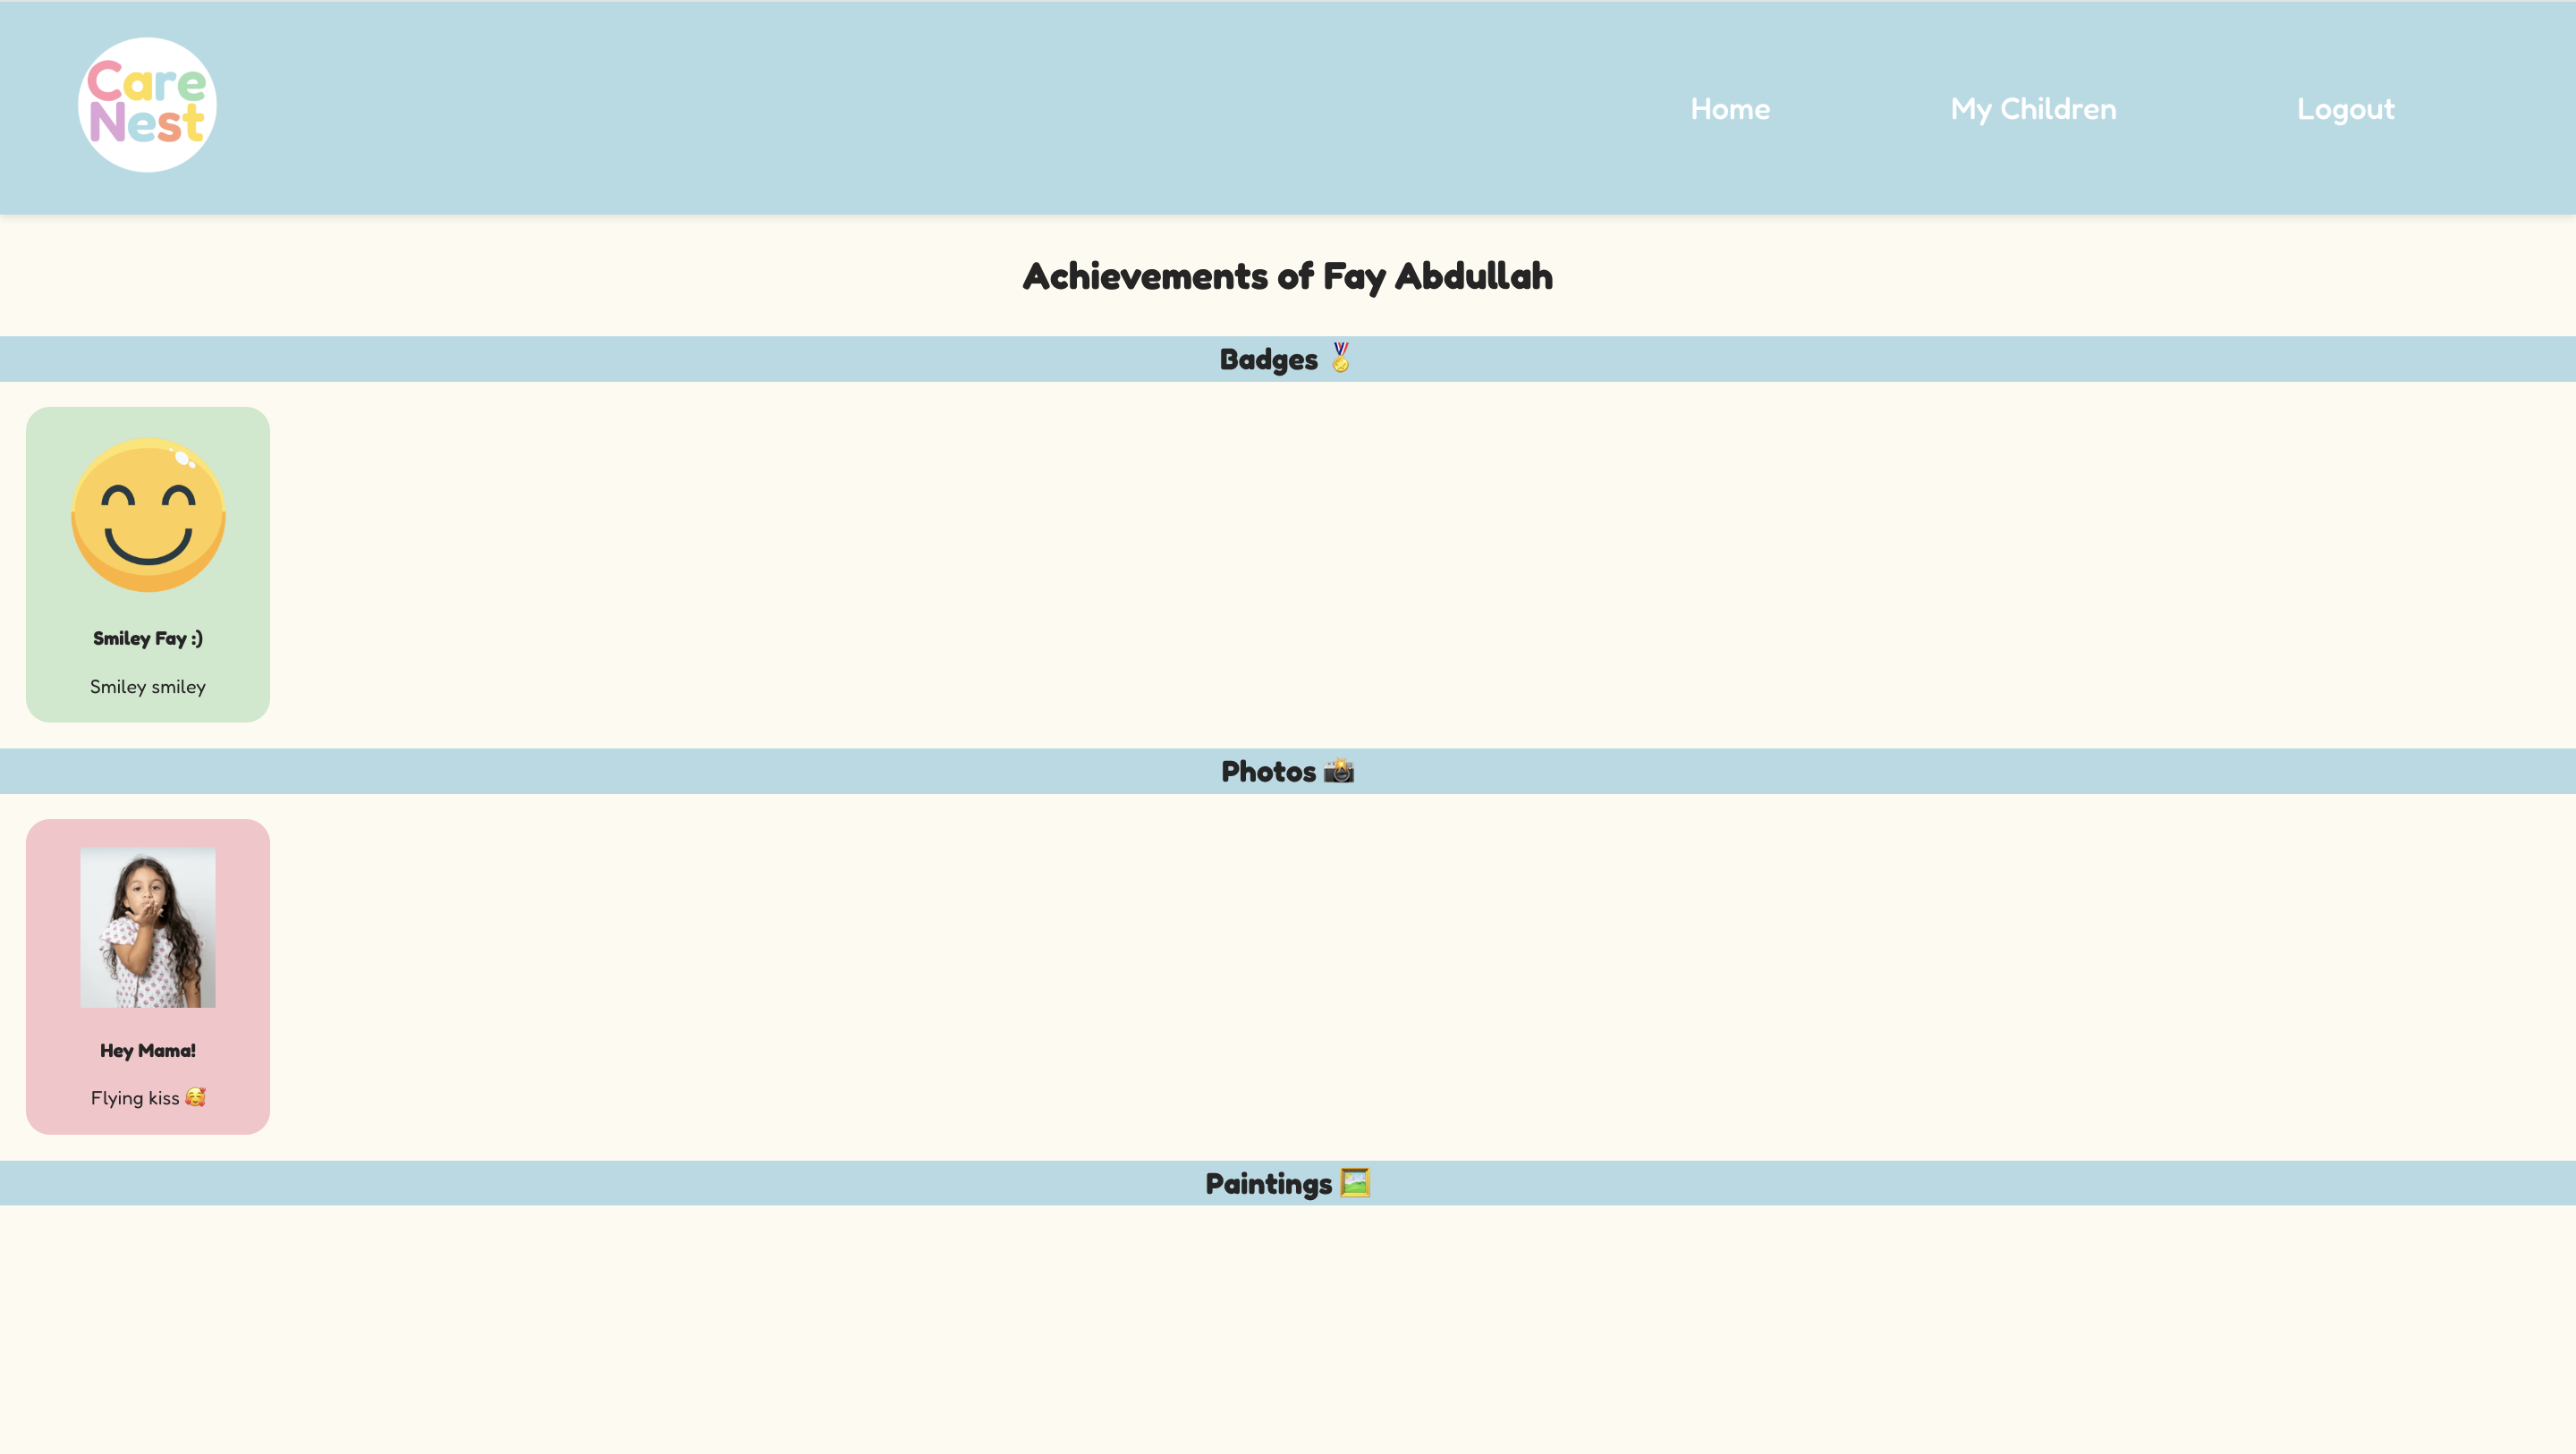 Care
Nest
Home
My Children
Logout
Achievements of Fay Abdullah
Badges 🏅
Smiley Fay :)
Smiley smiley
Photos 📸
Hey Mama!
Flying kiss 🥰
Paintings 🖼️